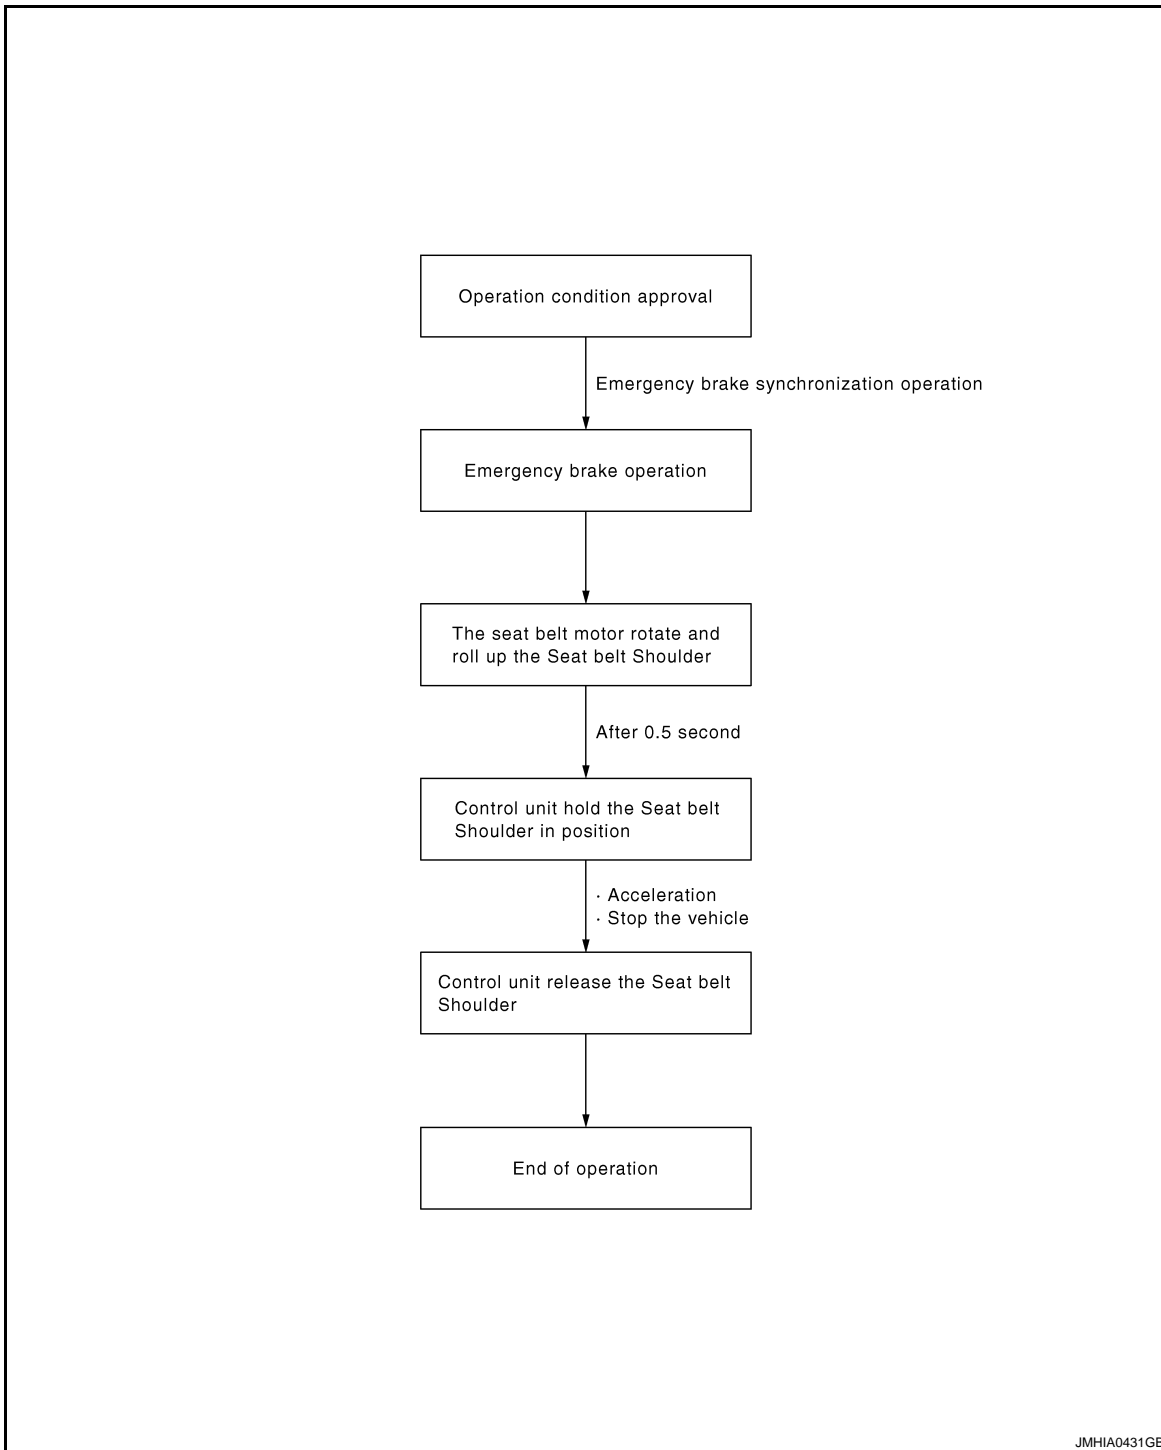 Operation condition approval
Emergency brake synchronization operation
Emergency brake operation
The seat belt motor rotate and
roll up the Seat belt Shoulder
After 0.5 second
Control unit hold the Seat belt
Shoulder in position
· Acceleration
· Stop the vehicle
Control unit release the Seat belt
Shoulder
End of operation
JMHIA0431GB